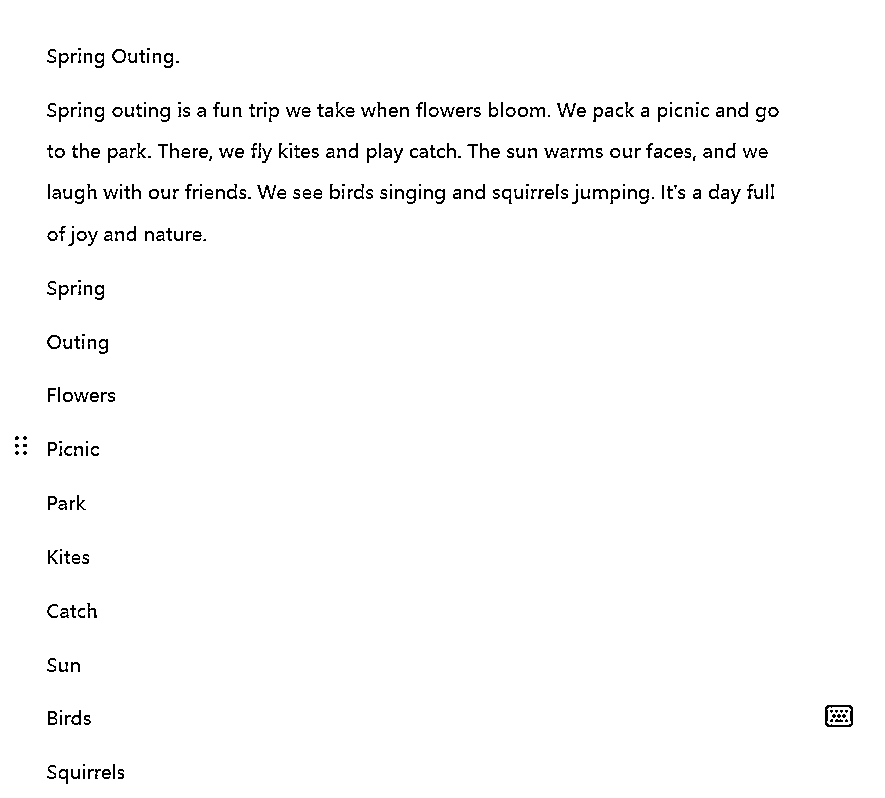 Spring Outing.
Spring outing is a fun trip we take when flowers bloom. We pack a picnic and go
to the park. There, we fly kites and play catch. The sun warms our faces, and we
laugh with our friends. We see birds singing and squirrels jumping. It's a day full
of joy and nature.
Spring
Outing
Flowers
Picnic
Park
Kites
Catch
Sun
Birds
Squirrels